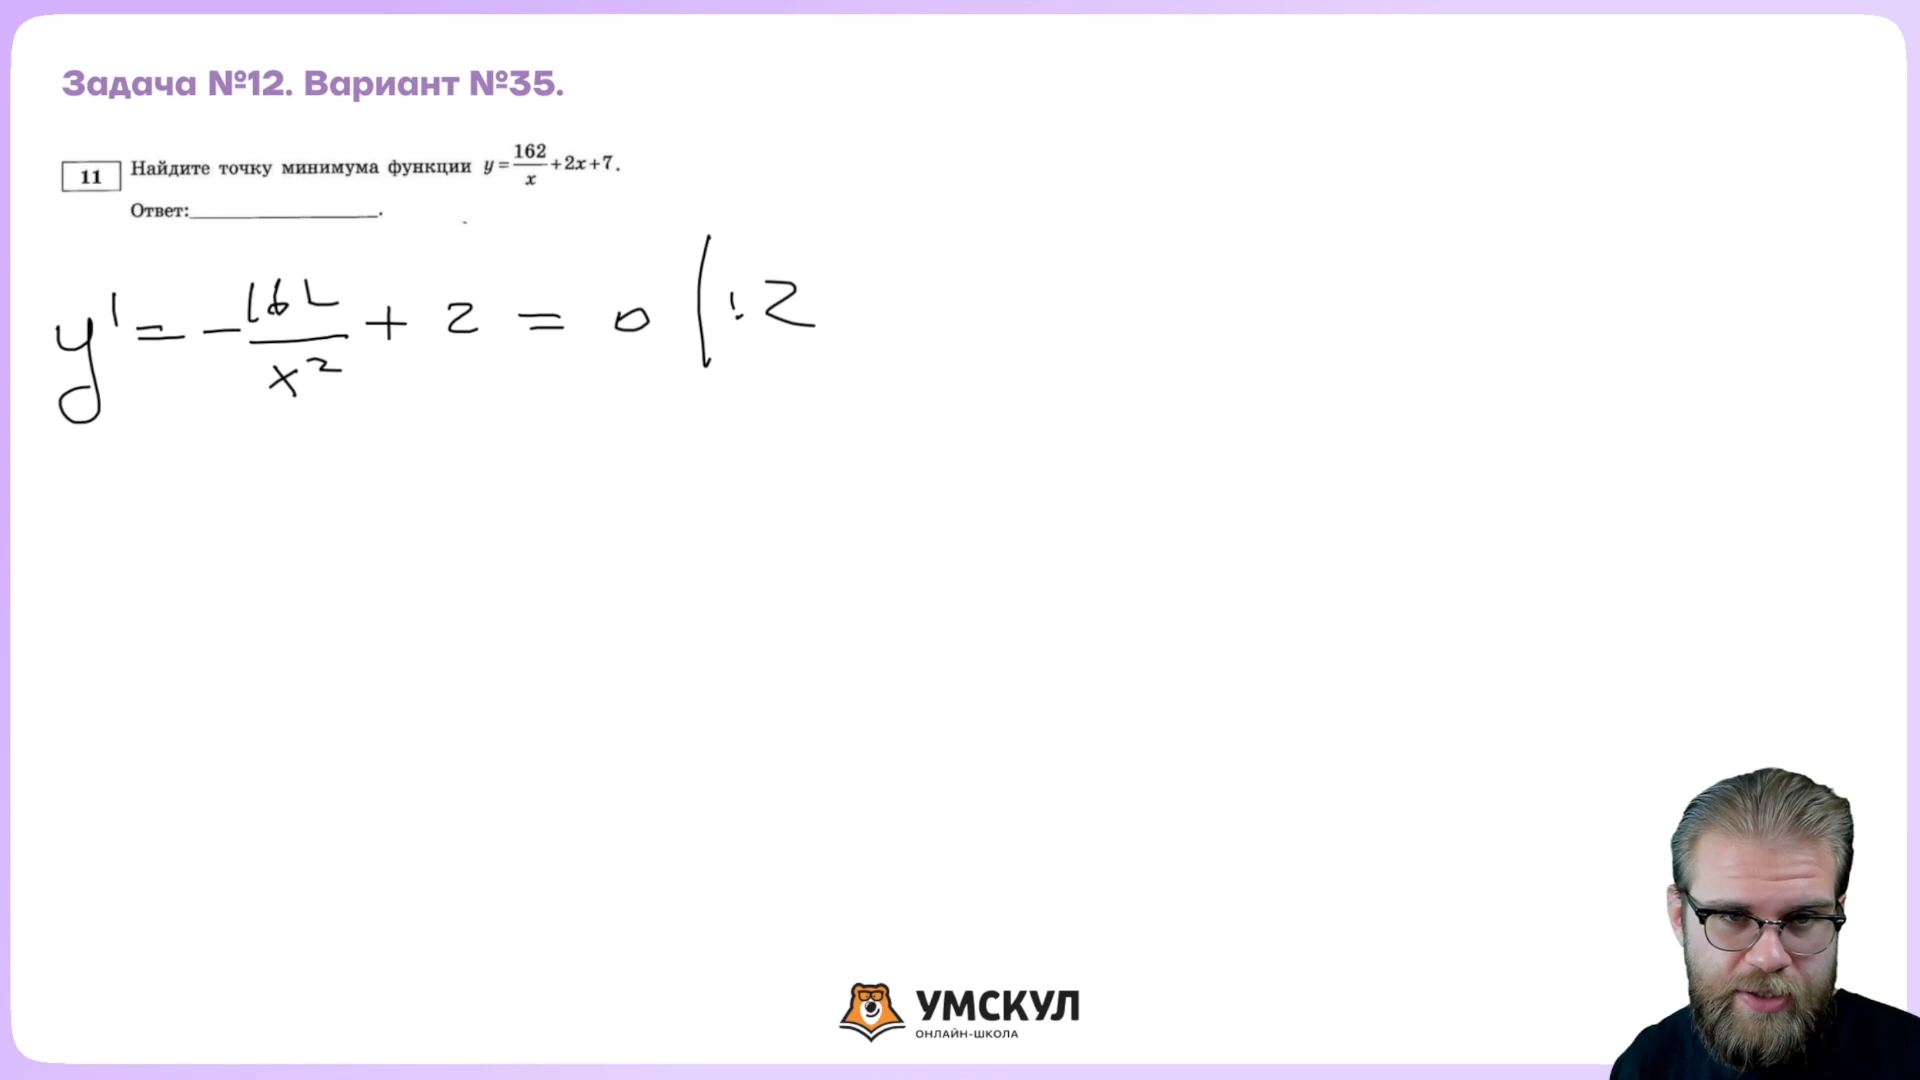 Задача №12. Вариант №35.
11 Найдите точку минимума функции y = 162/x + 2x + 7.
Ответ:__________________.
y' = - 162/x² + 2 = 0 | : 2
УМСКУЛ
ОНЛАЙН-ШКОЛА